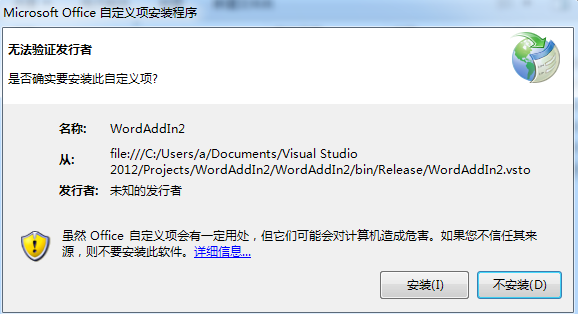 Microsoft Office 自定义项安装程序
无法验证发行者
是否确实要安装此自定义项?
名称: WordAddIn2
从: file:///C:/Users/a/Documents/Visual Studio
2012/Projects/WordAddIn2/WordAddIn2/bin/Release/WordAddIn2.vsto
发行者: 未知的发行者
虽然 Office 自定义项会有一定用处，但它们可能会对计算机造成危害。如果您不信任其来
源，则不要安装此软件。详细信息...
安装(I) 不安装(D)